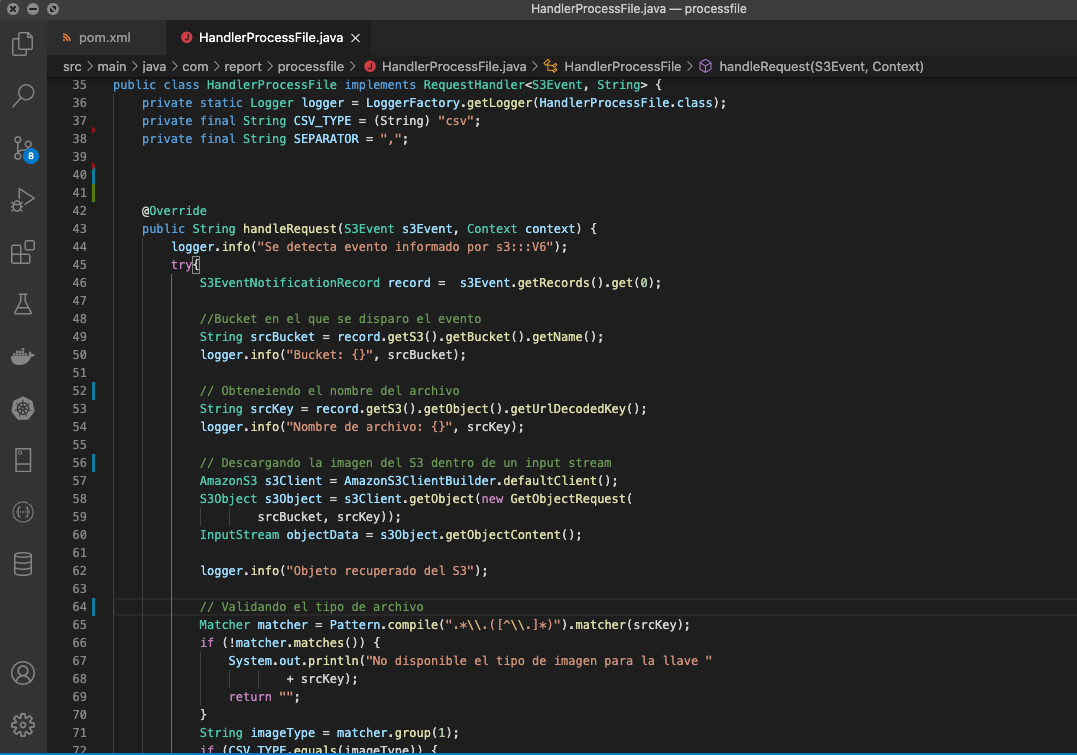 HandlerProcessFile.java — processfile
pom.xml
HandlerProcessFile.java ×
src > main > java > com > report > processfile > HandlerProcessFile.java > HandlerProcessFile > handleRequest(S3Event, Context)
35 public class HandlerProcessFile implements RequestHandler<S3Event, String> {
36 private static Logger logger = LoggerFactory.getLogger(HandlerProcessFile.class);
37 private final String CSV_TYPE = (String) "csv";
38 private final String SEPARATOR = ",";
39
40
41
42 @Override
43 public String handleRequest(S3Event s3Event, Context context) {
44 logger.info("Se detecta evento informado por s3:::V6");
45 try{
46 S3EventNotificationRecord record =  s3Event.getRecords().get(0);
47
48 //Bucket en el que se disparo el evento
49 String srcBucket = record.getS3().getBucket().getName();
50 logger.info("Bucket: {}", srcBucket);
51
52 // Obteneiendo el nombre del archivo
53 String srcKey = record.getS3().getObject().getUrlDecodedKey();
54 logger.info("Nombre de archivo: {}", srcKey);
55
56 // Descargando la imagen del S3 dentro de un input stream
57 AmazonS3 s3Client = AmazonS3ClientBuilder.defaultClient();
58 S3Object s3Object = s3Client.getObject(new GetObjectRequest(
59 srcBucket, srcKey));
60 InputStream objectData = s3Object.getObjectContent();
61
62 logger.info("Objeto recuperado del S3");
63
64 // Validando el tipo de archivo
65 Matcher matcher = Pattern.compile(".*\\.([^\\.]*)").matcher(srcKey);
66 if (!matcher.matches()) {
67 System.out.println("No disponible el tipo de imagen para la llave "
68 + srcKey);
69 return "";
70 }
71 String imageType = matcher.group(1);
72 if (CSV_TYPE.equals(imageType)) {
8